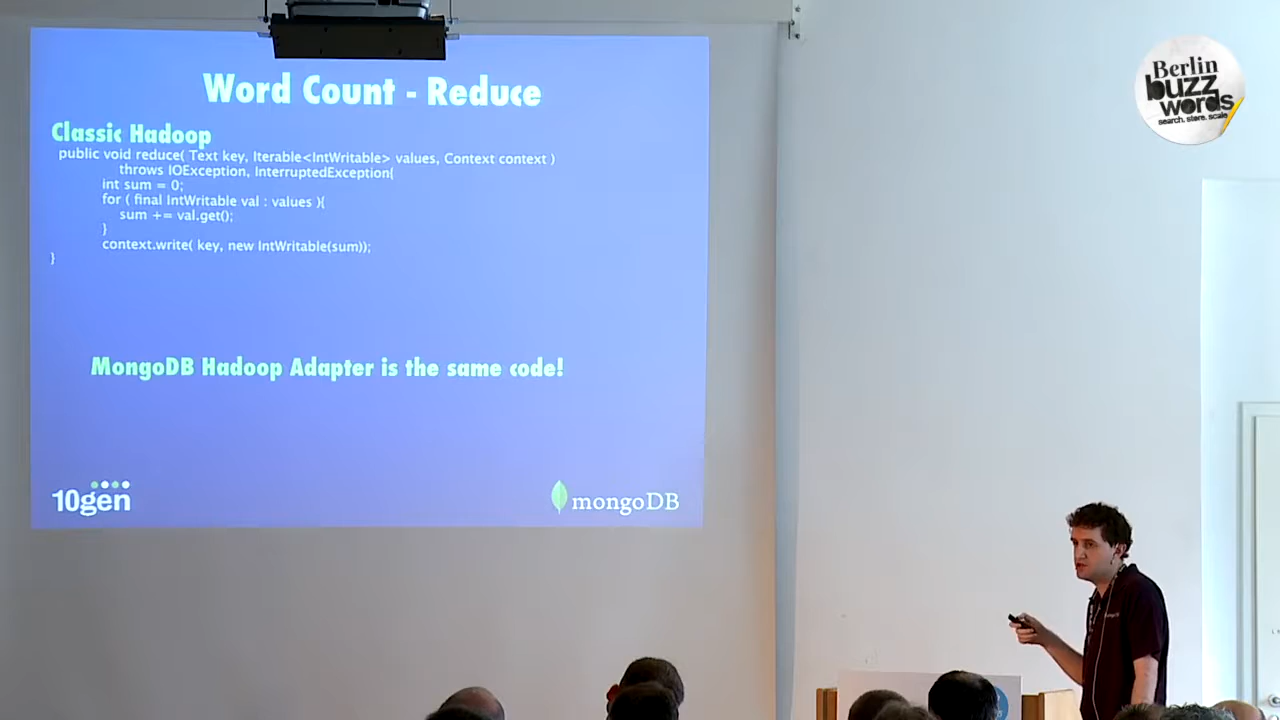 Word Count - Reduce
Classic Hadoop
public void reduce( Text key, Iterable<IntWritable> values, Context context )
throws IOException, InterruptedException{
int sum = 0;
for ( final IntWritable val : values ){
sum += val.get();
}
context.write( key, new IntWritable(sum));
}
MongoDB Hadoop Adapter is the same code!
10gen
mongoDB
Berlin
buzz
words
search. store. scale